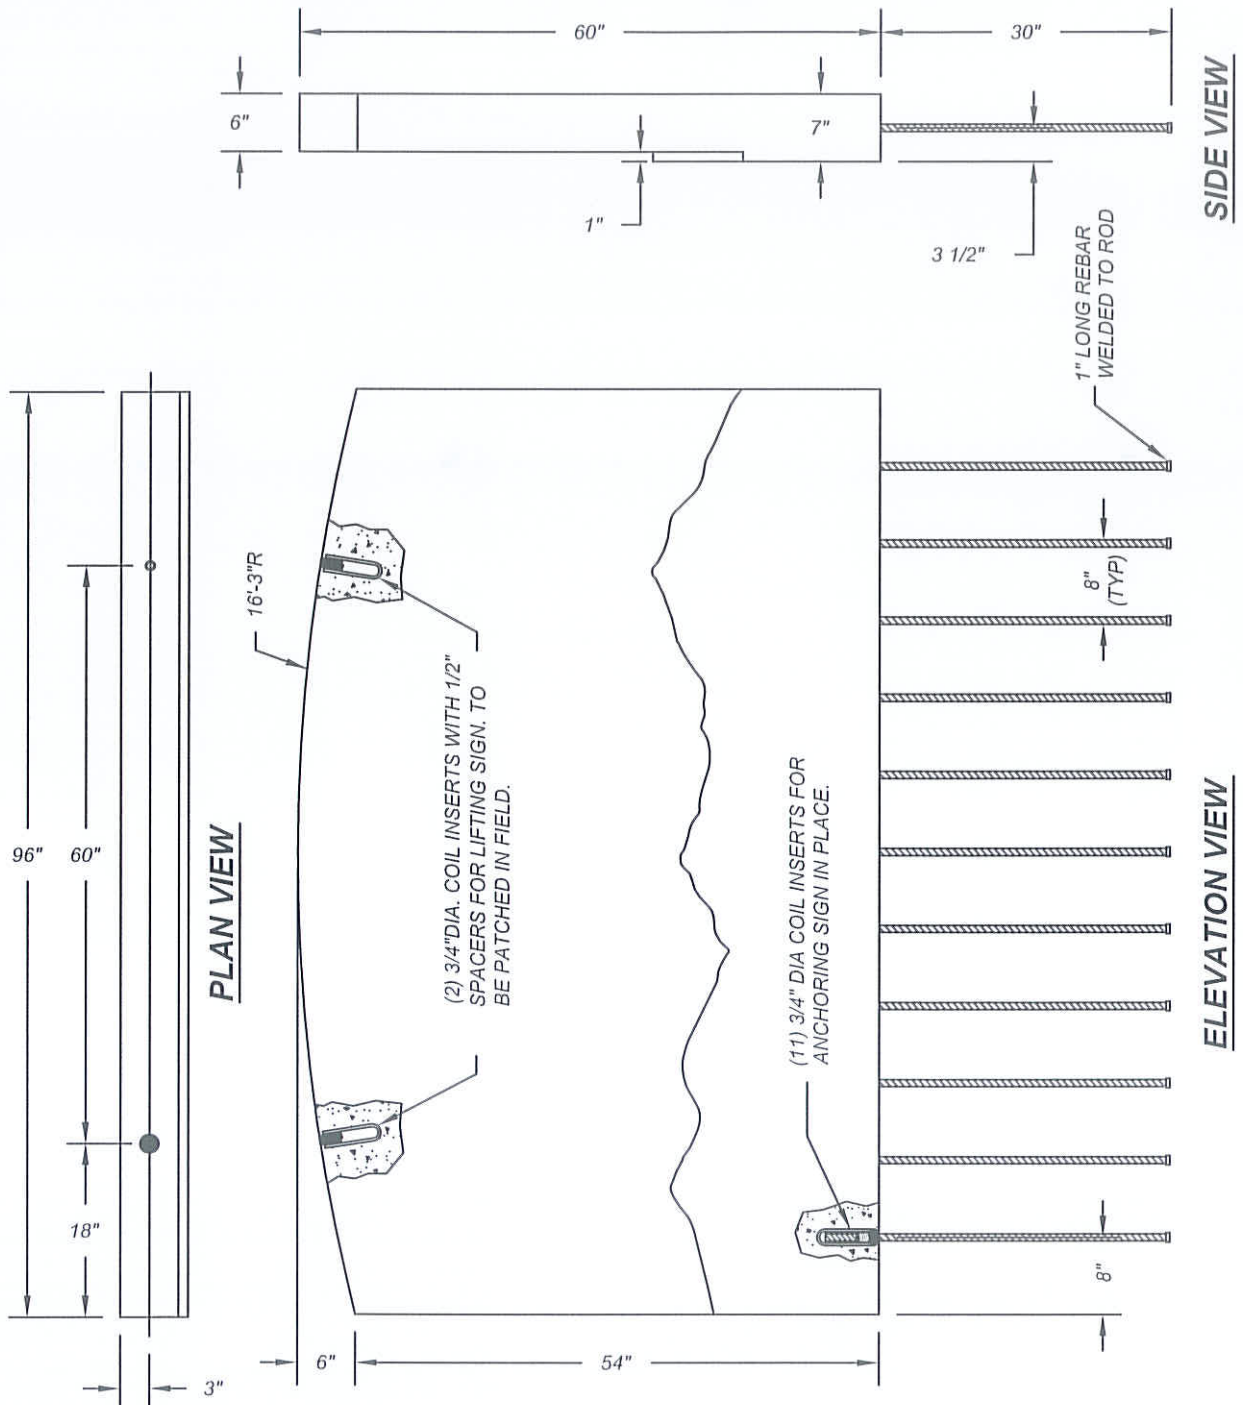 60"
30"
6"
7"
1"
3 1/2"
SIDE VIEW
1" LONG REBAR
WELDED TO ROD
96"
60"
18"
3"
PLAN VIEW
16'-3"R
(2) 3/4"DIA. COIL INSERTS WITH 1/2"
SPACERS FOR LIFTING SIGN. TO
BE PATCHED IN FIELD.
(11) 3/4" DIA COIL INSERTS FOR
ANCHORING SIGN IN PLACE.
8"
(TYP)
8"
6"
54"
ELEVATION VIEW